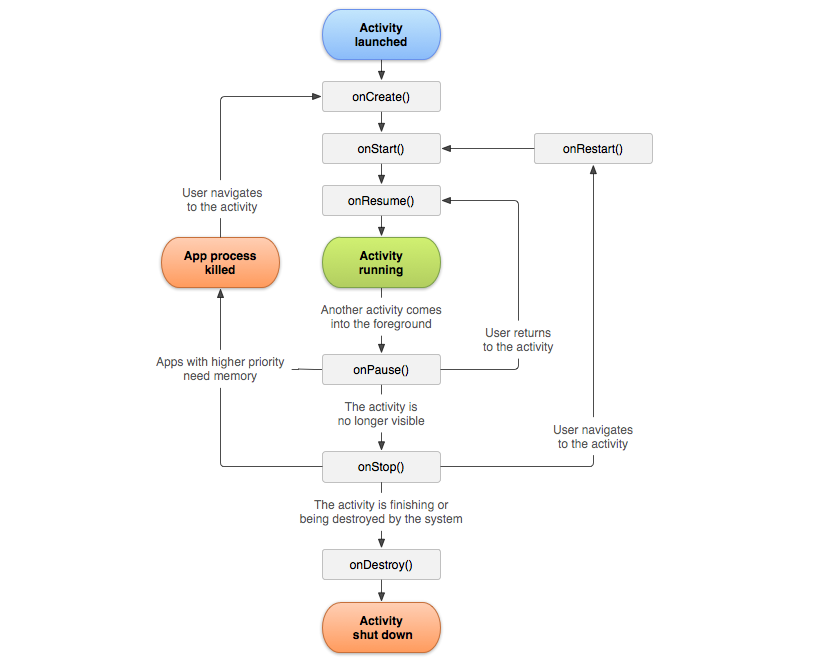 Activity
launched
onCreate()
onStart()
onRestart()
User navigates
to the activity
onResume()
App process
killed
Activity
running
Another activity comes
into the foreground
User returns
to the activity
Apps with higher priority
need memory
onPause()
The activity is
no longer visible
User navigates
to the activity
onStop()
The activity is finishing or
being destroyed by the system
onDestroy()
Activity
shut down